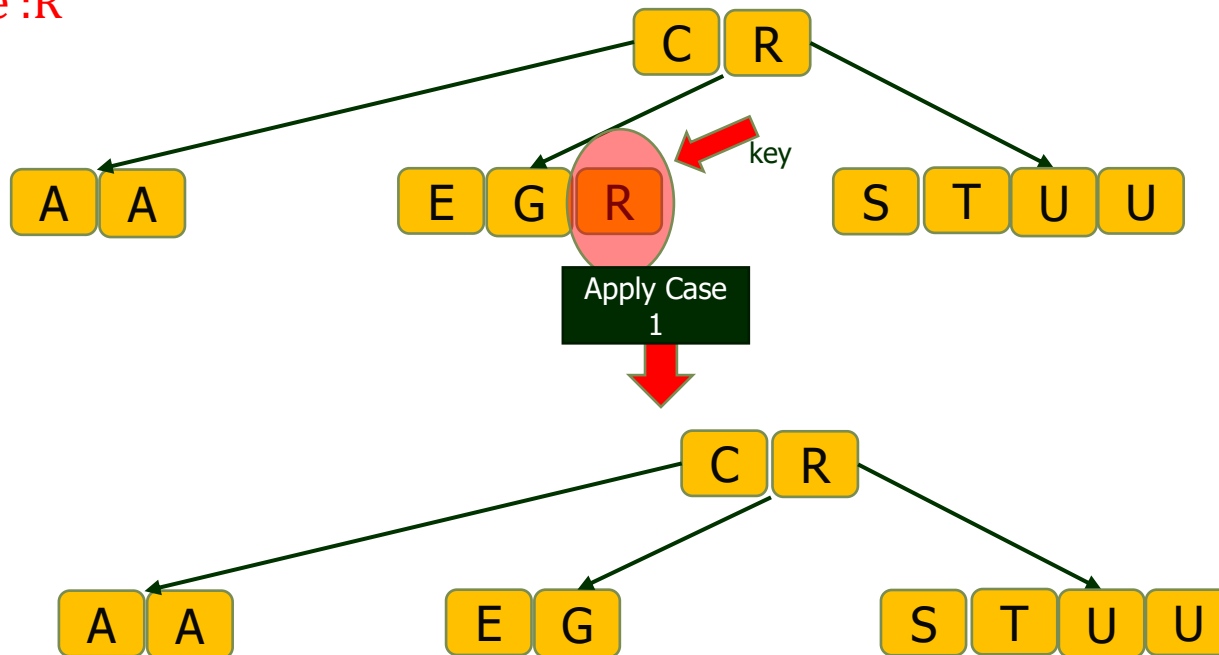 e :R
C R
key
A A E G R S T U U
Apply Case
1
C R
A A E G S T U U